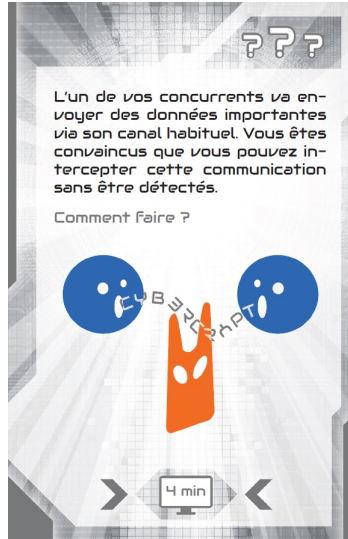 ???
L'un de vos concurrents va en-
voyer des données importantes
via son canal habituel. Vous êtes
convaincus que vous pouvez in-
tercepter cette communication
sans être détectés.
Comment faire ?
CYB3RCRYPT
4 min